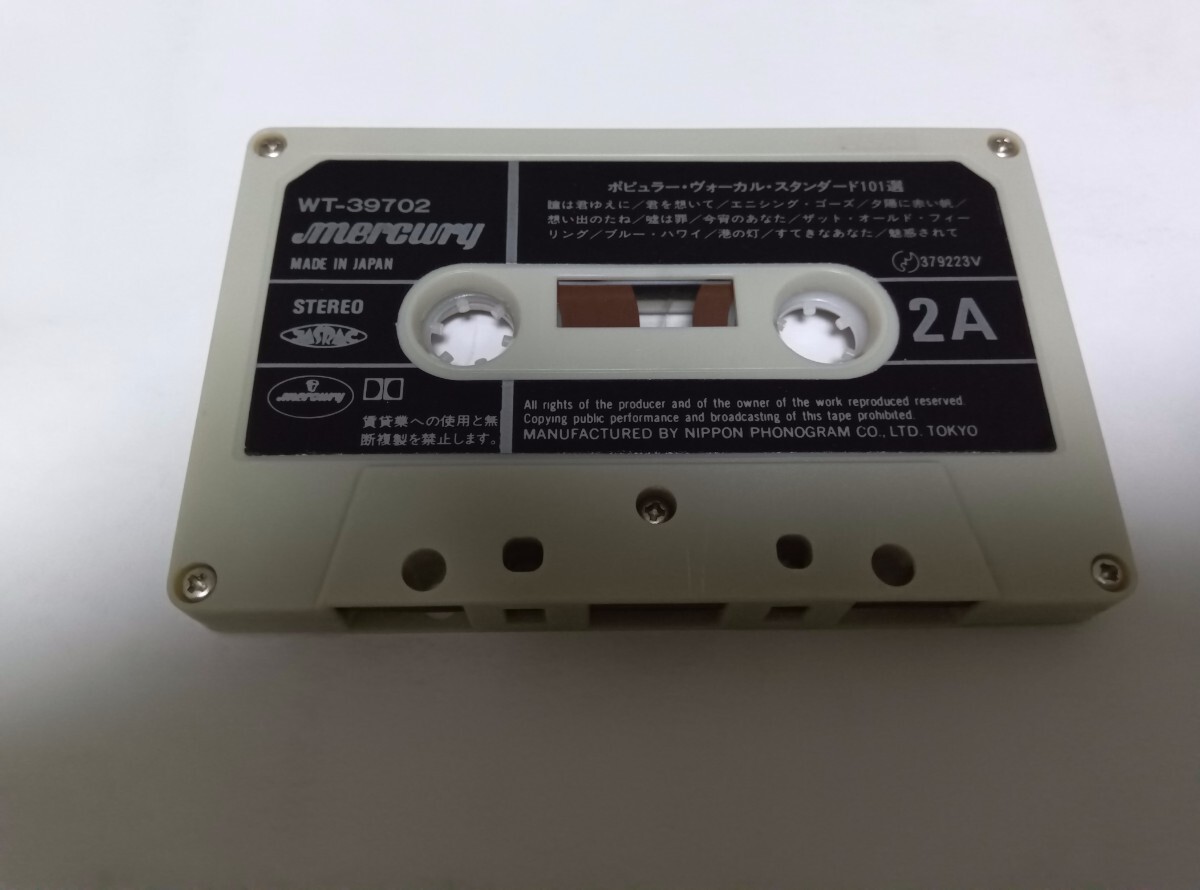 WT-39702
mercury
MADE IN JAPAN
ポピュラー・ヴォーカル・スタンダード101選
瞳は君ゆえに/君を想いて/エニシング・ゴーズ/夕陽に赤い帆/
想い出のたね/嘘は罪/今宵のあなた/ザット・オールド・フィー
リング/ブルー・ハワイ/港の灯/すてきなあなた/魅惑されて
379223V
STEREO
JASRAC
2A
mercury
賃貸業への使用と無
断複製を禁止します。
All rights of the producer and of the owner of the work reproduced reserved.
Copying public performance and broadcasting of this tape prohibited.
MANUFACTURED BY NIPPON PHONOGRAM CO., LTD. TOKYO